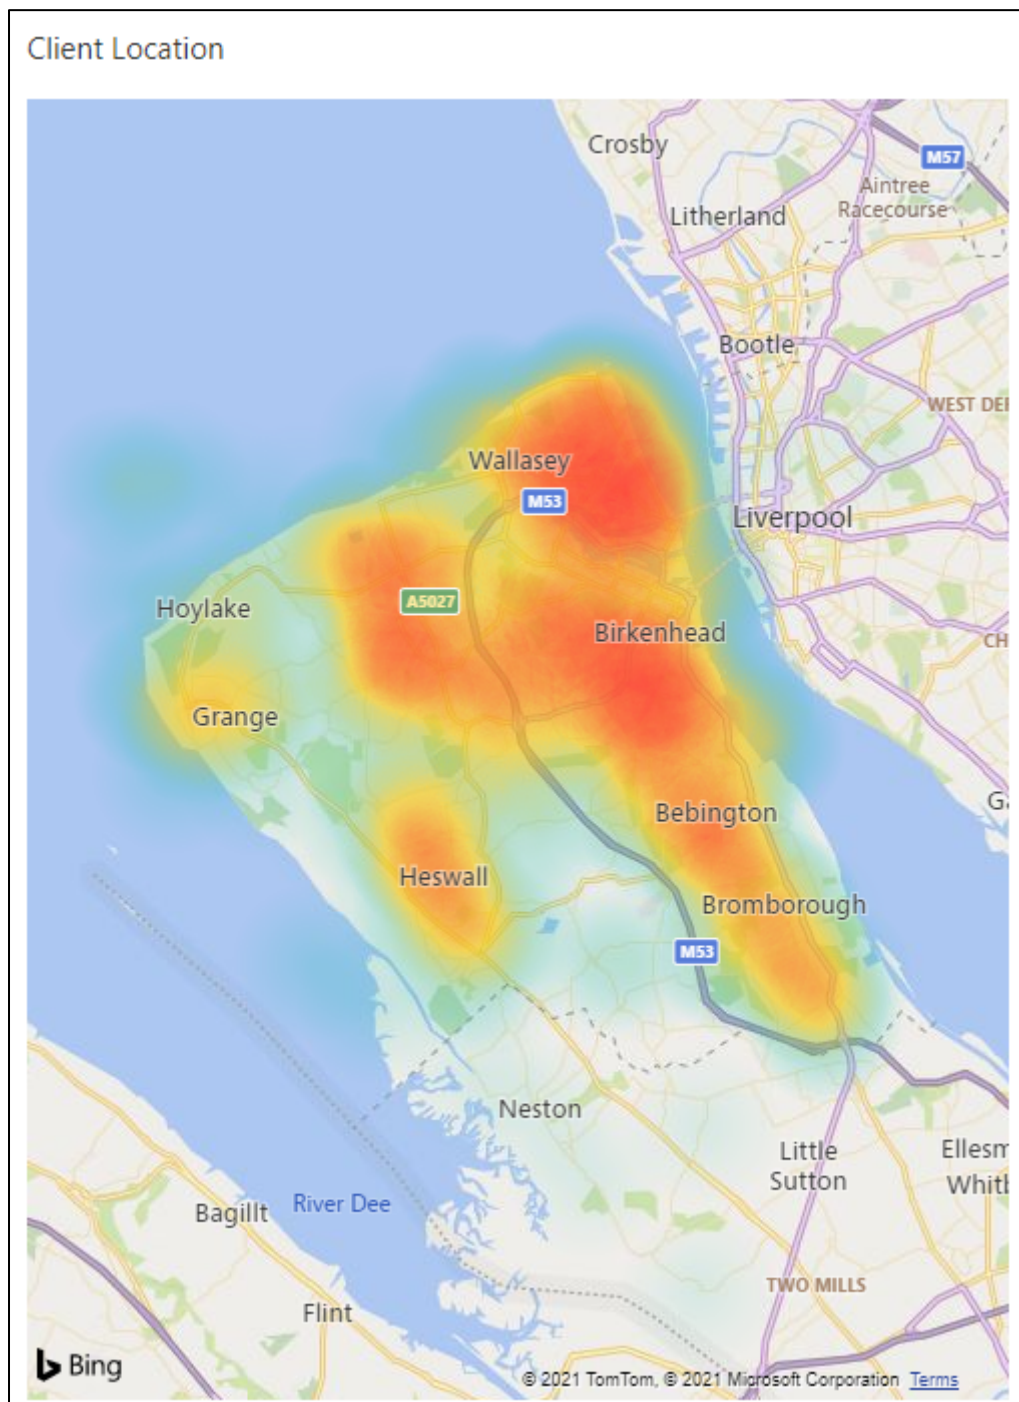 Client Location
Crosby
M57
Aintree
Racecourse
Litherland
Bootle
WEST DE
Wallasey
M53
Liverpool
A5027
Hoylake
Birkenhead
CH
Grange
Ga
Bebington
Heswall
Bromborough
M53
Neston
Little
Sutton
Ellesm
Whitb
River Dee
Bagillt
TWO MILLS
Flint
Bing
© 2021 TomTom, © 2021 Microsoft Corporation Terms